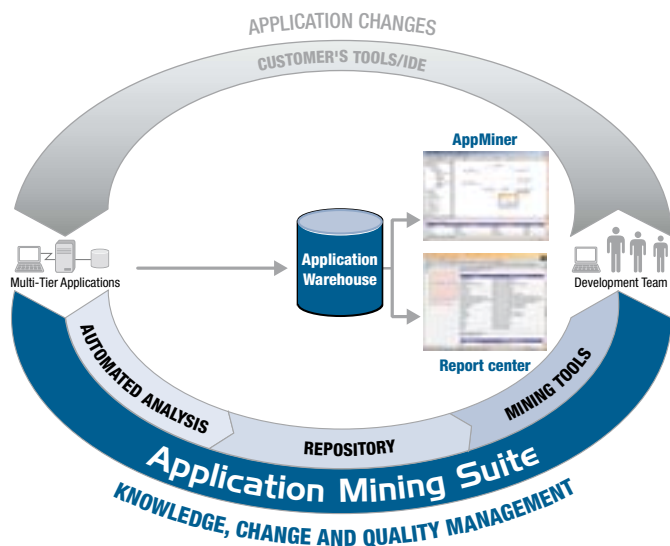 APPLICATION CHANGES
CUSTOMER'S TOOLS/IDE
AppMiner
Application
Warehouse
Multi-Tier Applications
Development Team
Report center
AUTOMATED ANALYSIS
REPOSITORY
MINING TOOLS
Application Mining Suite
KNOWLEDGE, CHANGE AND QUALITY MANAGEMENT